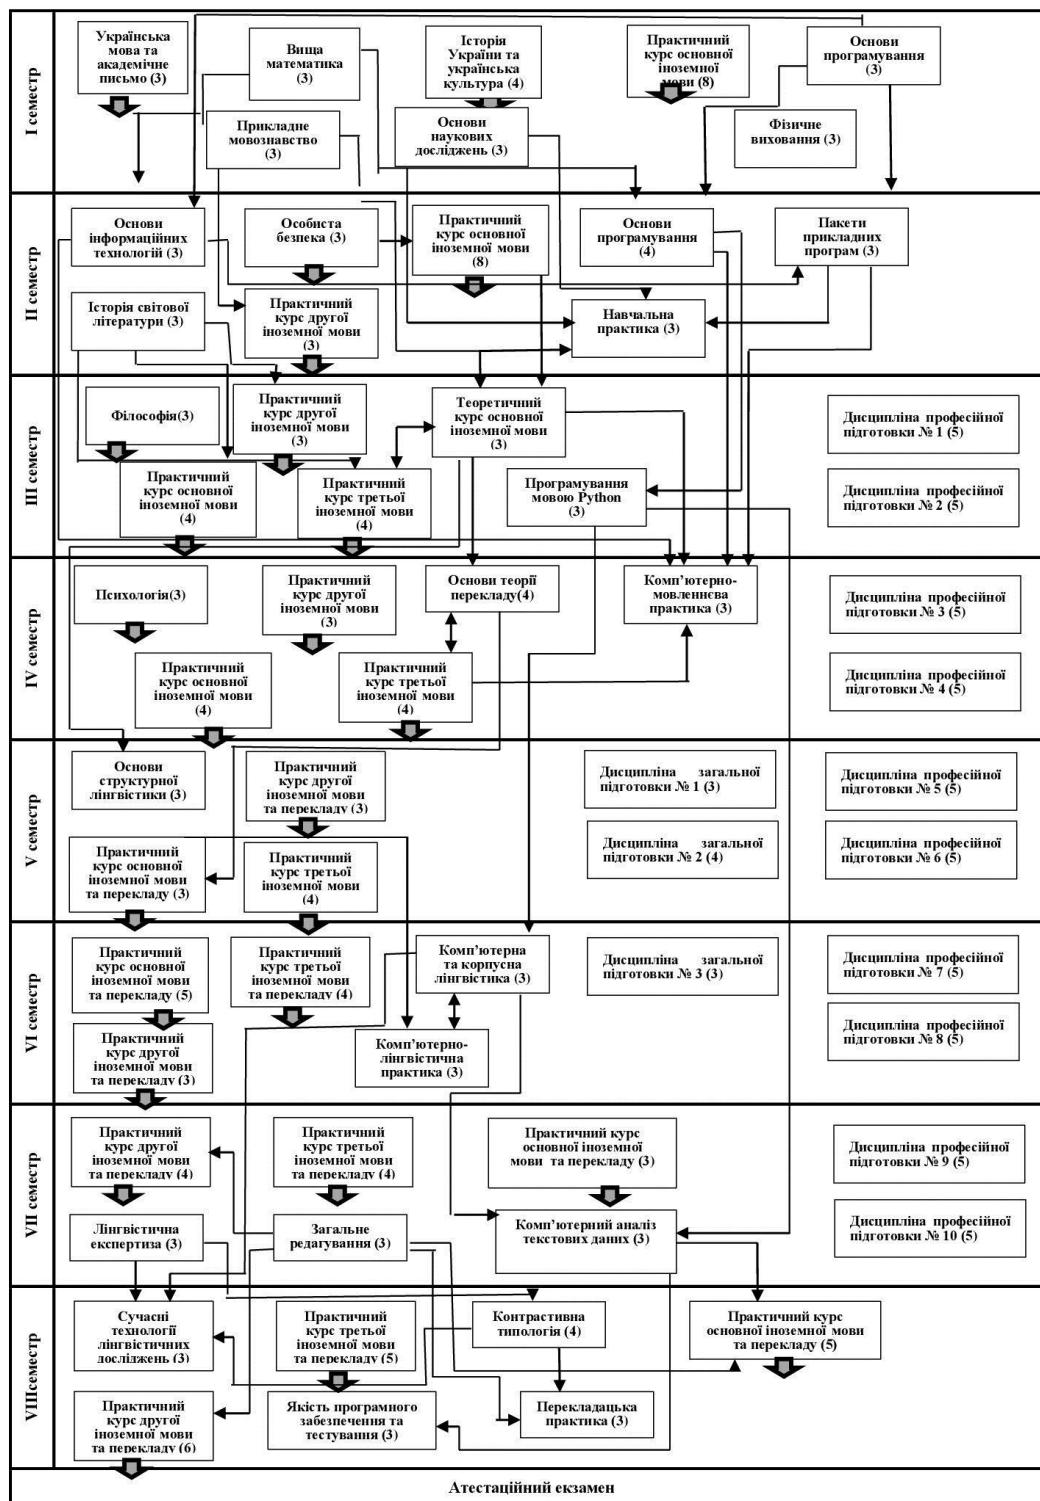 I семестр
Українська
мова та
академічне
письмо (3)
Вища
математика
(3)
Історія
України та
українська
культура (4)
Практичний
курс основної
іноземної
мови (8)
Основи
програмування
(3)
Прикладне
мовознавство
(3)
Основи
наукових
досліджень (3)
Фізичне
виховання (3)
II семестр
Основи
інформаційних
технологій (3)
Особиста
безпека (3)
Практичний
курс основної
іноземної мови
(8)
Основи
програмування
(4)
Пакети
прикладних
програм (3)
Історія світової
літератури (3)
Практичний
курс другої
іноземної мови
(3)
Навчальна
практика (3)
III семестр
Філософія(3)
Практичний
курс другої
іноземної мови
(3)
Теоретичний
курс основної
іноземної мови
(3)
Дисципліна професійної
підготовки № 1 (5)
Практичний
курс основної
іноземної мови
(4)
Практичний
курс третьої
іноземної мови
(4)
Програмування
мовою Python
(3)
Дисципліна професійної
підготовки № 2 (5)
IV семестр
Психологія(3)
Практичний
курс другої
іноземної мови
(3)
Основи теорії
перекладу(4)
Комп’ютерно-
мовленнєва
практика (3)
Дисципліна професійної
підготовки № 3 (5)
Практичний
курс основної
іноземної мови
(4)
Практичний
курс третьої
іноземної мови
(4)
Дисципліна професійної
підготовки № 4 (5)
V семестр
Основи
структурної
лінгвістики (3)
Практичний
курс другої
іноземної мови
та перекладу (3)
Дисципліна загальної
підготовки № 1 (3)
Дисципліна професійної
підготовки № 5 (5)
Практичний
курс основної
іноземної мови
та перекладу (3)
Практичний
курс третьої
іноземної мови
(4)
Дисципліна загальної
підготовки № 2 (4)
Дисципліна професійної
підготовки № 6 (5)
VI семестр
Практичний
курс основної
іноземної мови
та перекладу (5)
Практичний
курс третьої
іноземної мови
та перекладу (4)
Комп’ютерна
та корпусна
лінгвістика (3)
Дисципліна загальної
підготовки № 3 (3)
Дисципліна професійної
підготовки № 7 (5)
Практичний
курс другої
іноземної мови
та перекладу (3)
Комп’ютерно-
лінгвістична
практика (3)
Дисципліна професійної
підготовки № 8 (5)
VII семестр
Практичний
курс другої
іноземної мови
та перекладу (4)
Практичний
курс третьої
іноземної мови
та перекладу (4)
Практичний курс
основної іноземної
мови та перекладу (3)
Дисципліна професійної
підготовки № 9 (5)
Лінгвістична
експертиза (3)
Загальне
редагування (3)
Комп’ютерний аналіз
текстових даних (3)
Дисципліна професійної
підготовки № 10 (5)
VIIIсеместр
Сучасні
технології
лінгвістичних
досліджень (3)
Практичний
курс третьої
іноземної мови
та перекладу (5)
Контрастивна
типологія (4)
Практичний курс
основної іноземної мови
та перекладу (5)
Практичний
курс другої
іноземної мови
та перекладу (6)
Якість програмного
забезпечення та
тестування (3)
Перекладацька
практика (3)
Атестаційний екзамен